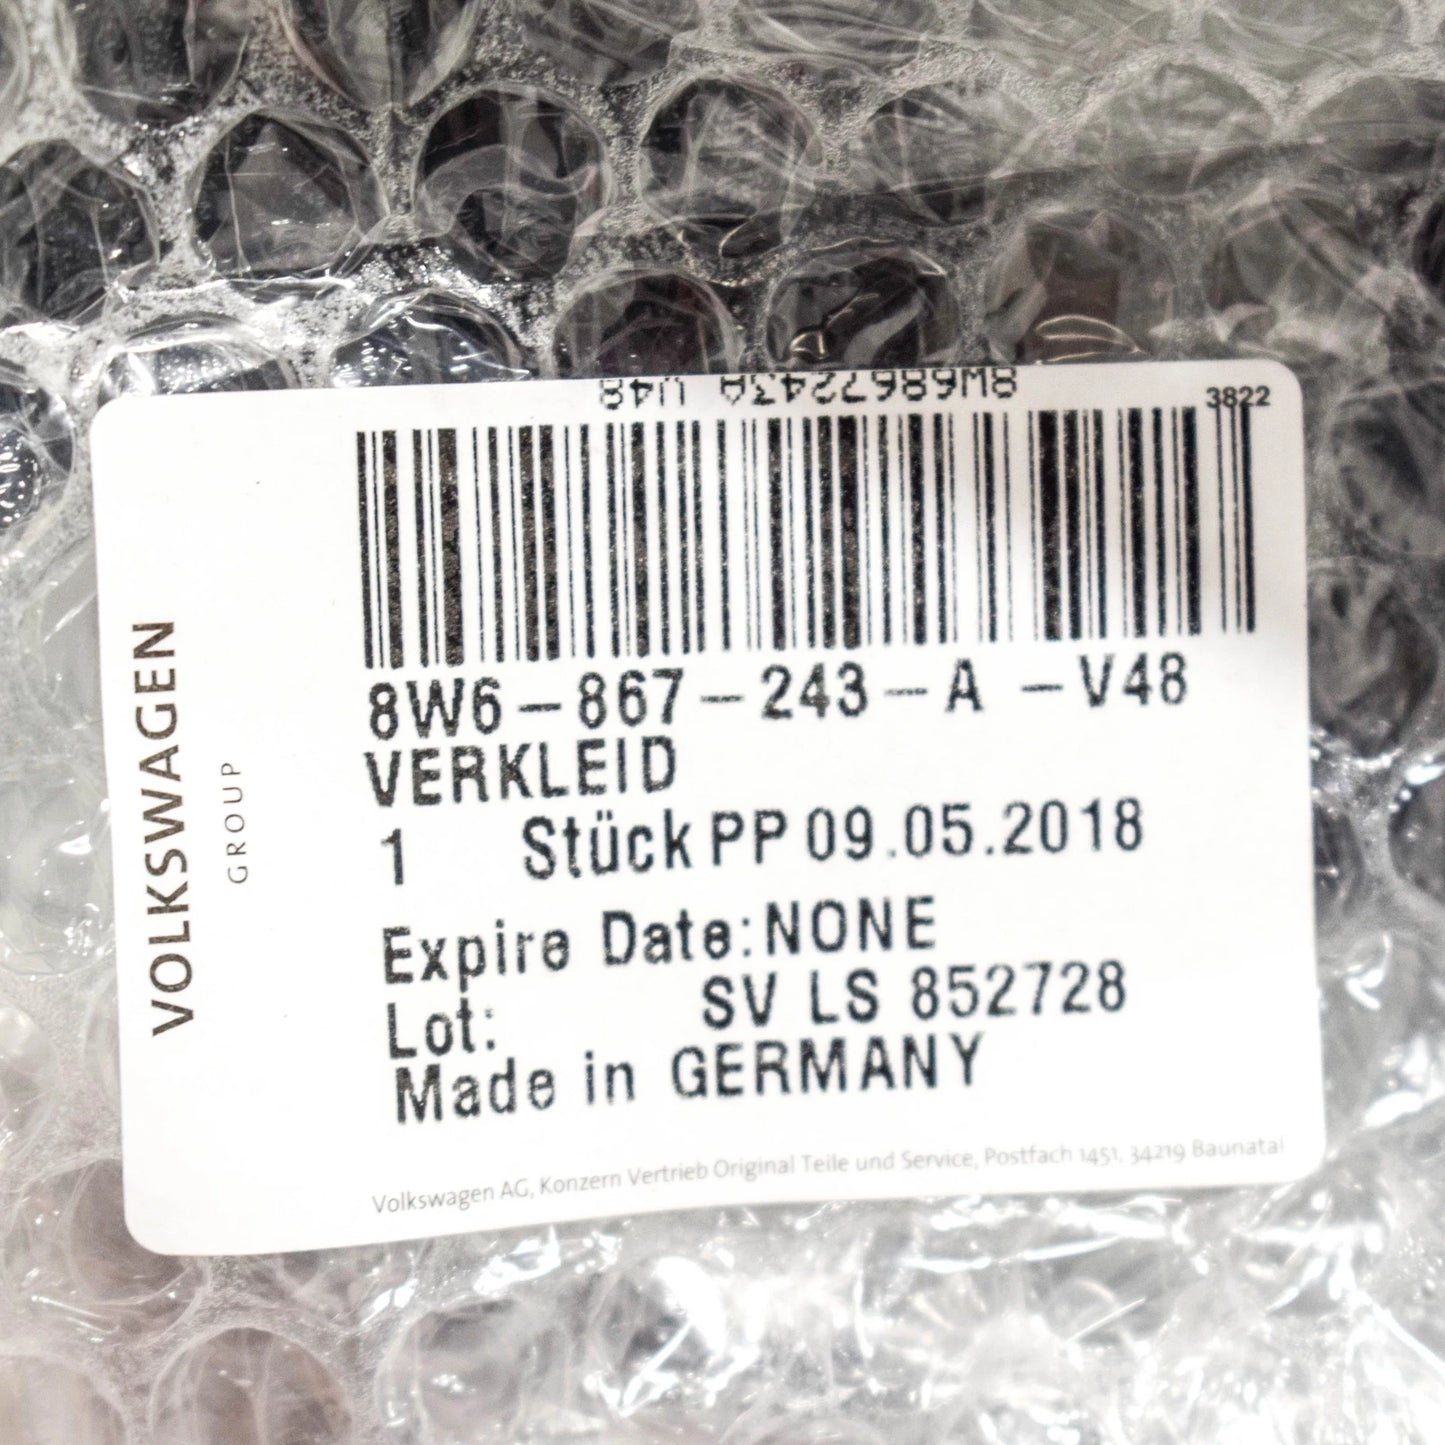 8W6867243A V48
3822
8W6-867-243-A -V48
VERKLEID
1 Stück PP 09.05.2018
Expire Date:NONE
Lot: SV LS 852728
Made in GERMANY
Volkswagen AG, Konzern Vertrieb Original Teile und Service, Postfach 1451, 34219 Baunatal
VOLKSWAGEN
GROUP